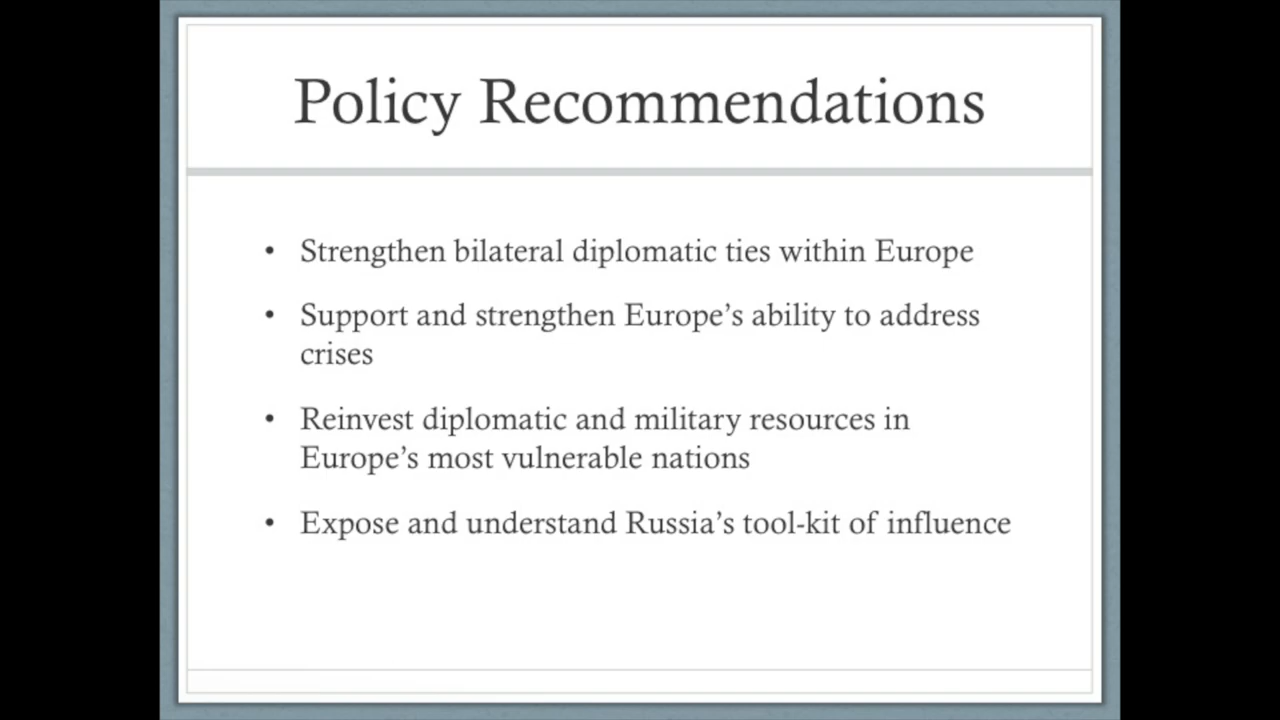 Policy Recommendations
• Strengthen bilateral diplomatic ties within Europe
• Support and strengthen Europe’s ability to address
crises
• Reinvest diplomatic and military resources in
Europe’s most vulnerable nations
• Expose and understand Russia’s tool-kit of influence